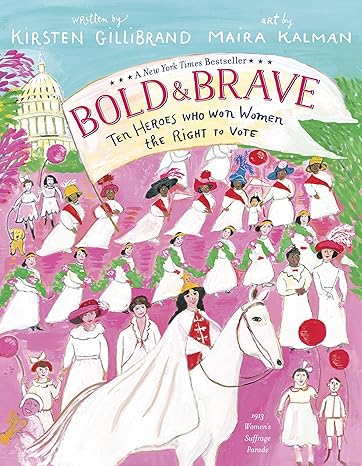 written by
KIRSTEN GILLIBRAND
art by
MAIRA KALMAN
A New York Times Bestseller
BOLD & BRAVE
TEN HEROES WHO WON WOMEN
the RIGHT TO VOTE
1913
Women's
Suffrage
Parade